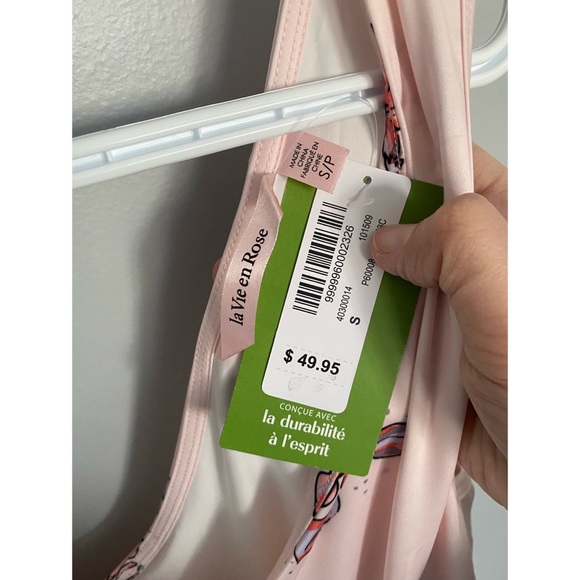 MADE IN
CHINA
FABRIQUÉ EN
CHINE
S/P
la Vie en Rose
9999960002326
40300014
S
101509
$ 49.95
CONÇUE AVEC
la durabilité
à l'esprit